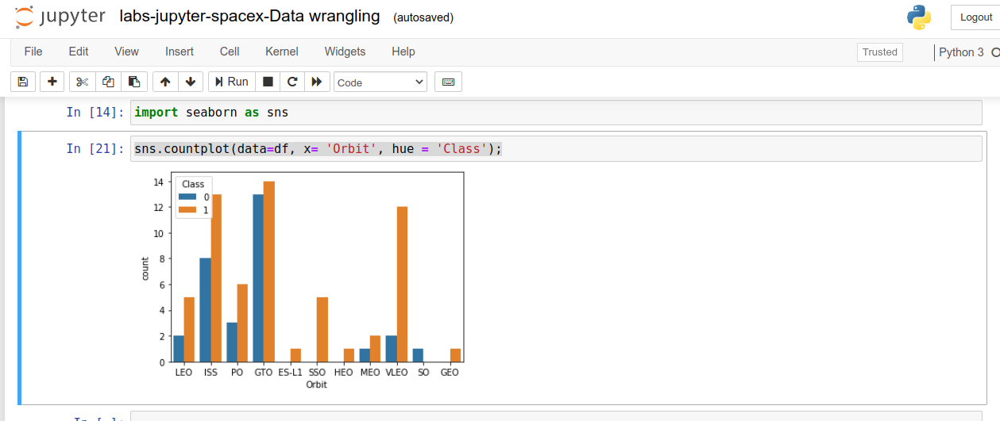 jupyter labs-jupyter-spacex-Data wrangling (autosaved) Logout
File Edit View Insert Cell Kernel Widgets Help Trusted Python 3
Run Code
In [14]: import seaborn as sns
In [21]: sns.countplot(data=df, x= 'Orbit', hue = 'Class');
Class
0
1
14
12
10
8
6
4
2
0
count
LEO ISS PO GTO ES-L1 SSO HEO MEO VLEO SO GEO
Orbit
In [ ]: